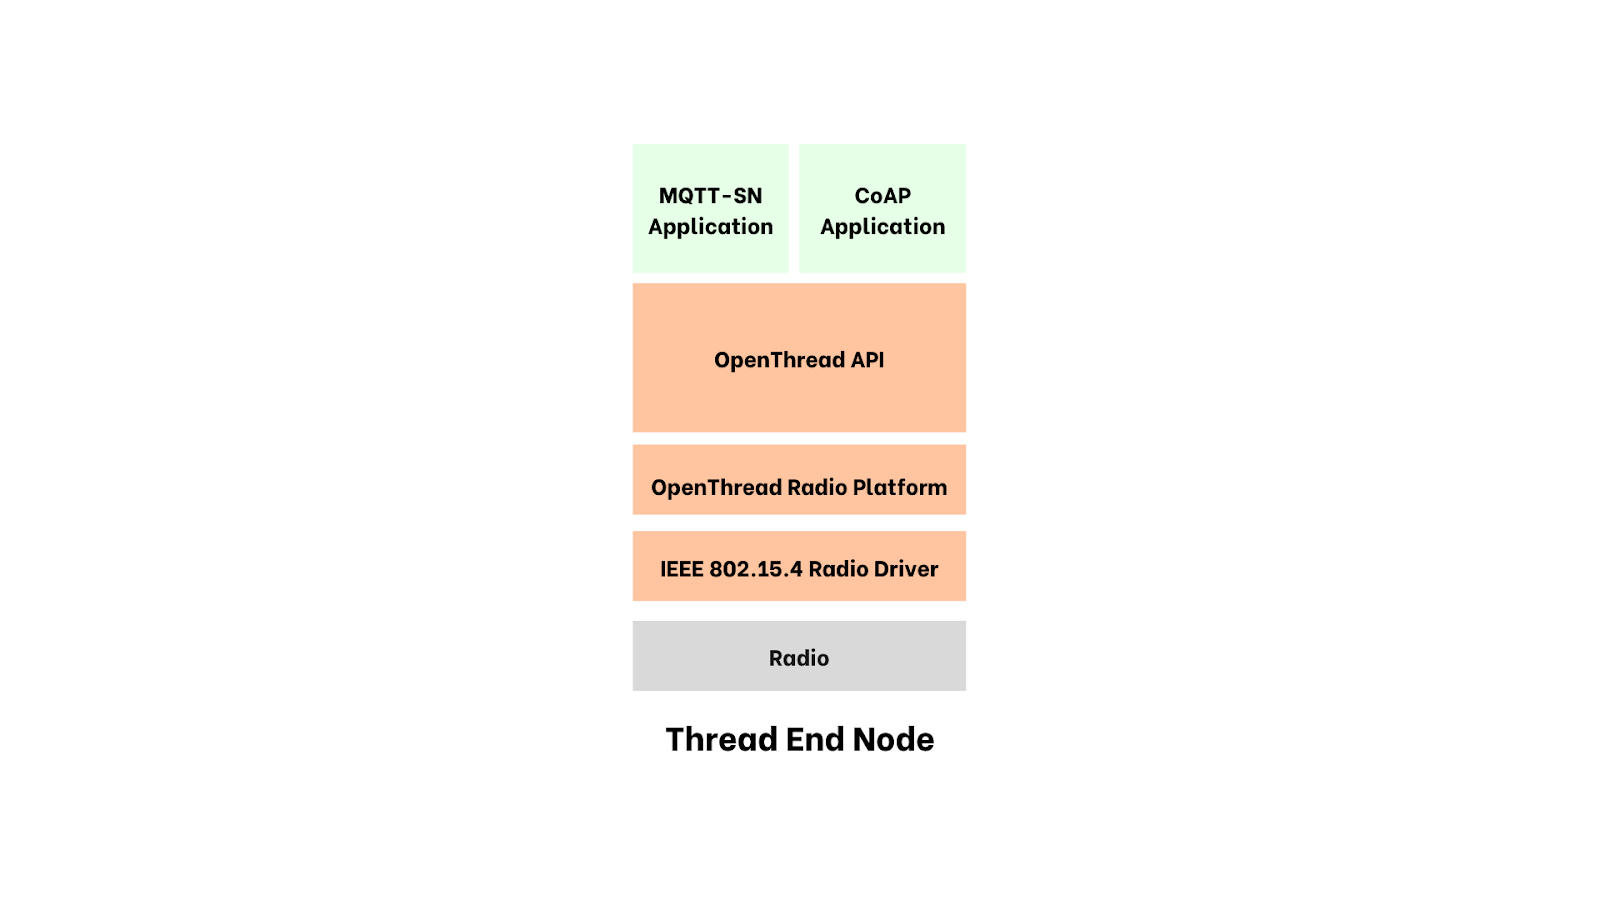 MQTT-SN
Application
CoAP
Application
OpenThread API
OpenThread Radio Platform
IEEE 802.15.4 Radio Driver
Radio
Thread End Node